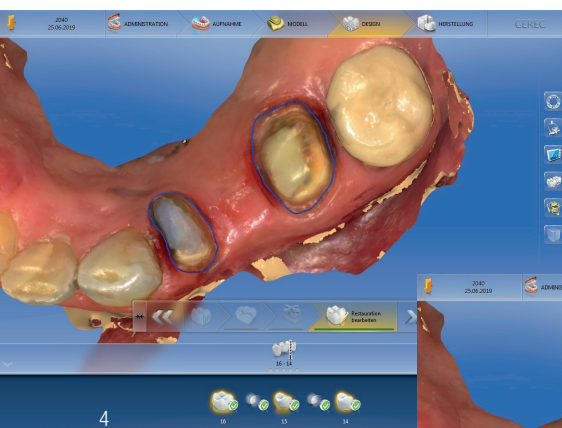 2040
25.06.2019
ADMINISTRATION
AUFNAHME
MODELL
DESIGN
HERSTELLUNG
CEREC
Restauration
bearbeiten
16 - 14
2040
25.06.2019
ADMINIS
4
16
15
14